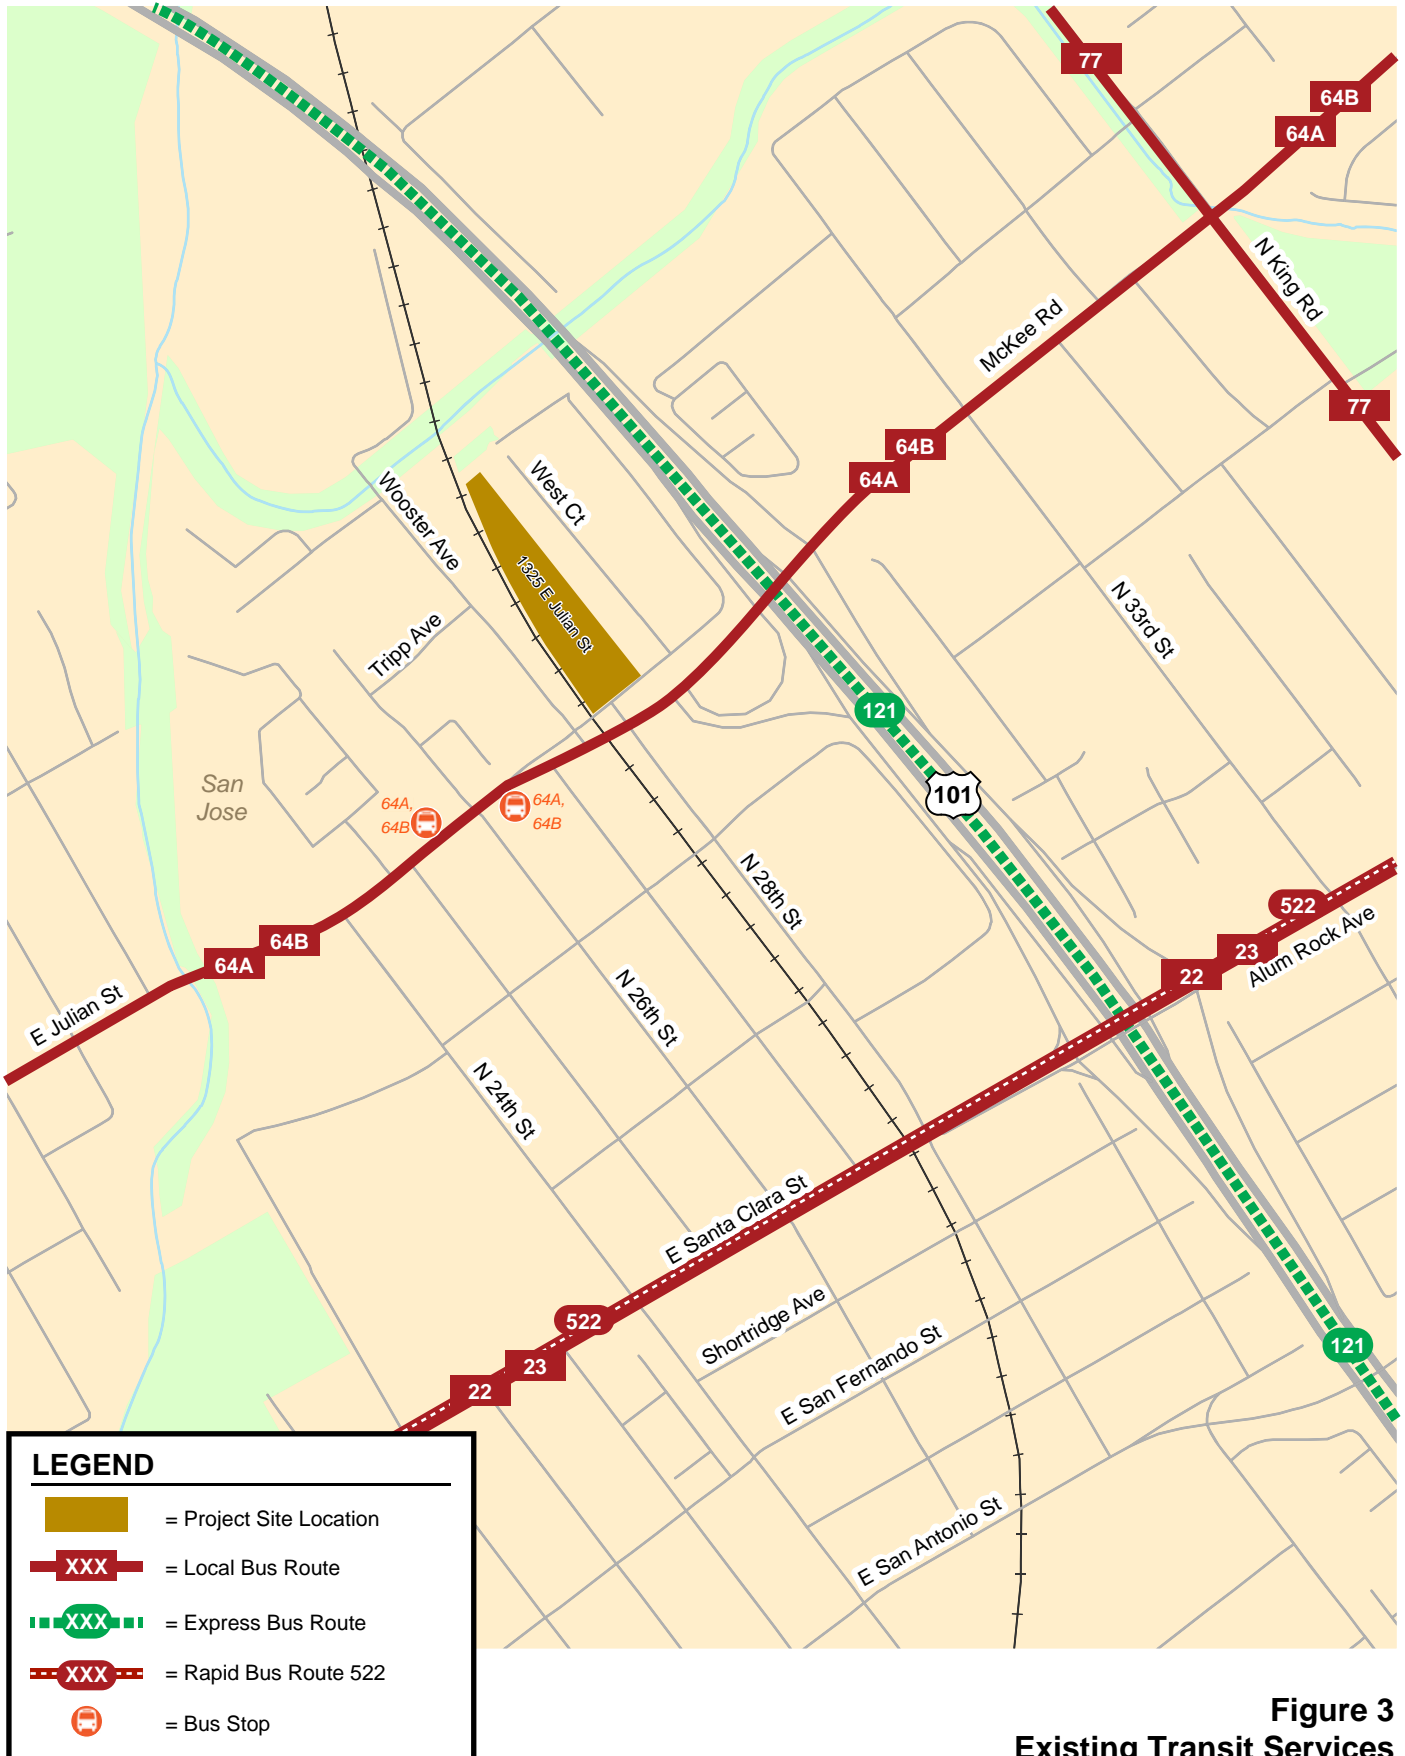 77
64B
64A
N King Rd
McKee Rd
77
64B
64A
West Ct
Wooster Ave
1325 E Julian St
N 33rd St
Tripp Ave
121
San
Jose
101
64A,
64B
64A,
64B
N 28th St
522
23
Alum Rock Ave
22
64B
64A
E Julian St
N 26th St
N 24th St
E Santa Clara St
522
Shortridge Ave
E San Fernando St
121
23
22
E San Antonio St
LEGEND
= Project Site Location
XXX = Local Bus Route
XXX = Express Bus Route
XXX = Rapid Bus Route 522
= Bus Stop
Figure 3
Existing Transit Services